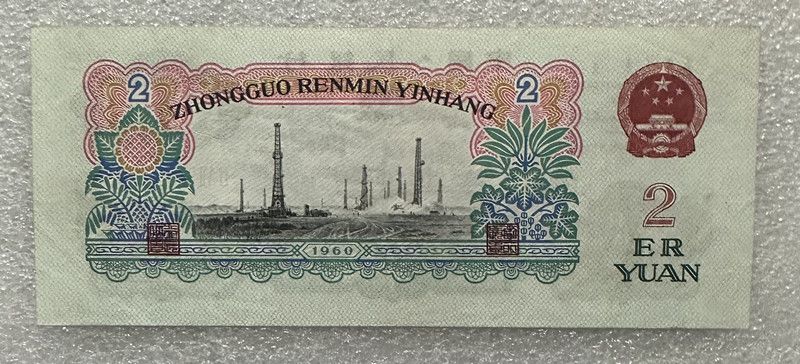 2
2
ZHONGGUO RENMIN YINHANG
2
ER
YUAN
1960